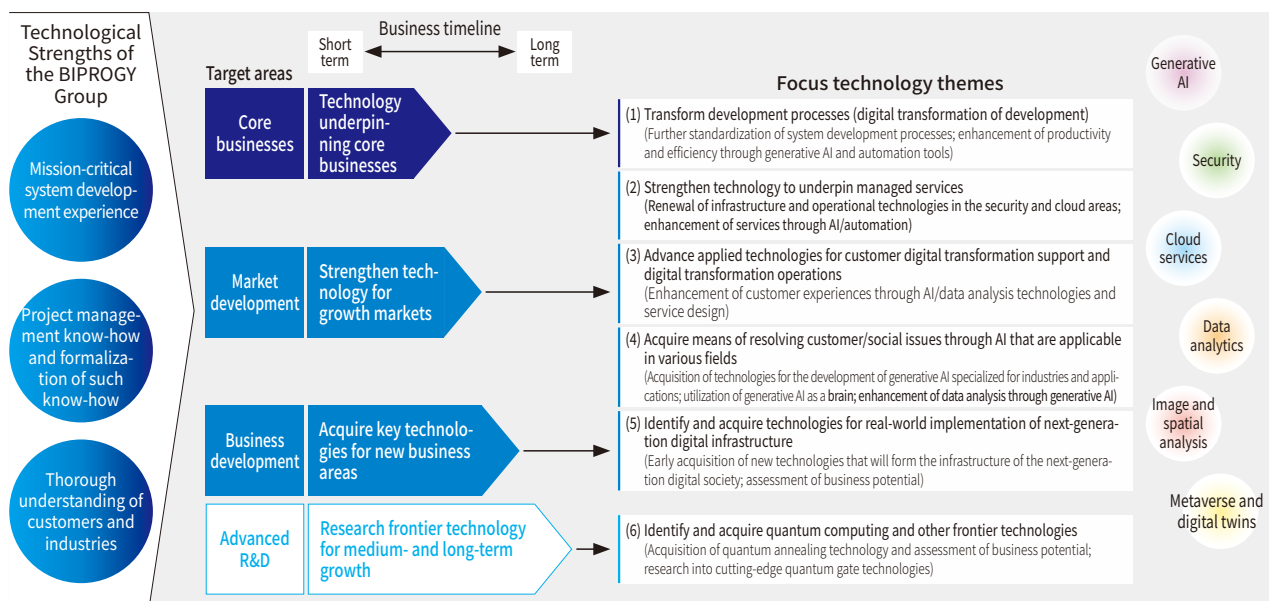 Technological
Strengths of
the BIPROGY
Group
Mission-critical
system develop-
ment experience
Project manage-
ment know-how
and formaliza-
tion of such
know-how
Thorough
understanding of
customers and
industries
Business timeline
Short
term
Long
term
Target areas
Core
businesses
Technology
underpin-
ning core
businesses
Market
development
Strengthen tech-
nology for
growth markets
Business
development
Acquire key technolo-
gies for new business
areas
Advanced
R&D
Research frontier technology
for medium- and long-term
growth
Focus technology themes
(1) Transform development processes (digital transformation of development)
(Further standardization of system development processes; enhancement of productivity
and efficiency through generative AI and automation tools)
(2) Strengthen technology to underpin managed services
(Renewal of infrastructure and operational technologies in the security and cloud areas;
enhancement of services through AI/automation)
(3) Advance applied technologies for customer digital transformation support and
digital transformation operations
(Enhancement of customer experiences through AI/data analysis technologies and
service design)
(4) Acquire means of resolving customer/social issues through AI that are applicable
in various fields
(Acquisition of technologies for the development of generative AI specialized for industries and appli-
cations; utilization of generative AI as a brain; enhancement of data analysis through generative AI)
(5) Identify and acquire technologies for real-world implementation of next-genera-
tion digital infrastructure
(Early acquisition of new technologies that will form the infrastructure of the next-genera-
tion digital society; assessment of business potential)
(6) Identify and acquire quantum computing and other frontier technologies
(Acquisition of quantum annealing technology and assessment of business potential;
research into cutting-edge quantum gate technologies)
Generative
AI
Security
Cloud
services
Data
analytics
Image and
spatial
analysis
Metaverse and
digital twins